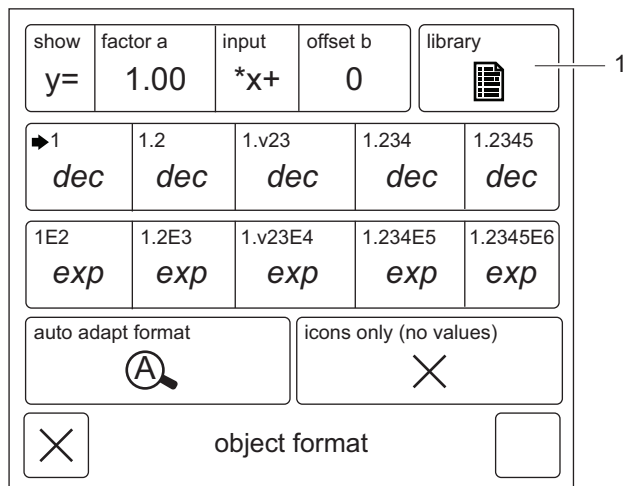 show factor a input offset b library
y= 1.00 *x+ 0
1
1 1.2 1.v23 1.234 1.2345
dec dec dec dec dec
1E2 1.2E3 1.v23E4 1.234E5 1.2345E6
exp exp exp exp exp
auto adapt format icons only (no values)
A
object format